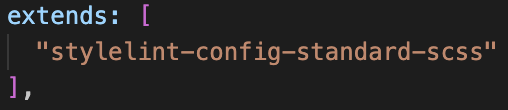 extends: [
"stylelint-config-standard-scss"
],